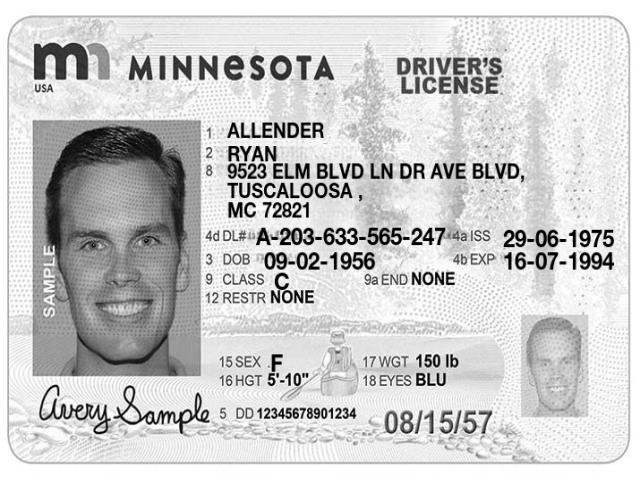 mn MINNESOTA
USA
DRIVER'S
LICENSE
1 ALLENDER
2 RYAN
8 9523 ELM BLVD LN DR AVE BLVD,
TUSCALOOSA ,
MC 72821
4d DL# A-203-633-565-247 4a ISS 29-06-1975
3 DOB 09-02-1956 4b EXP 16-07-1994
9 CLASS C 9a END NONE
12 RESTR NONE
SAMPLE
15 SEX F 17 WGT 150 lb
16 HGT 5'-10" 18 EYES BLU
Avery Sample
5 DD 12345678901234 08/15/57